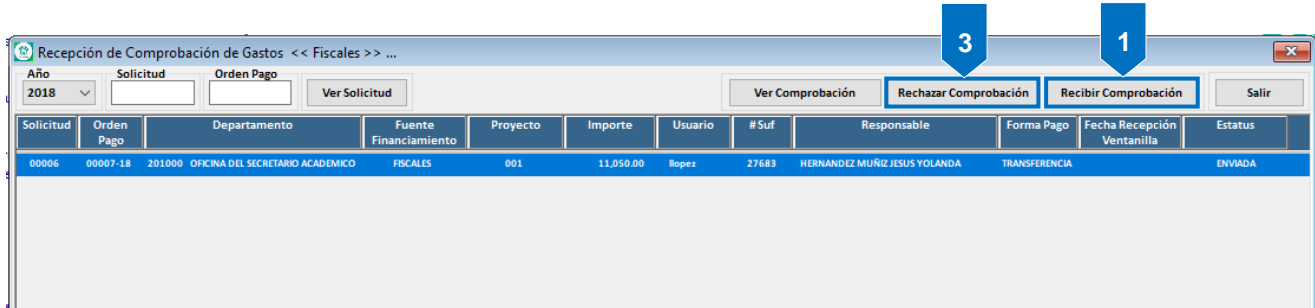 3
1
Recepción de Comprobación de Gastos << Fiscales >> ...
Año Solicitud Orden Pago
2018 Ver Solicitud Ver Comprobación Rechazar Comprobación Recibir Comprobación Salir
Solicitud Orden Pago Departamento Fuente Financiamiento Proyecto Importe Usuario # Suf Responsable Forma Pago Fecha Recepción Ventanilla Estatus
00006 00007-18 201000 OFICINA DEL SECRETARIO ACADEMICO FISCALES 001 11,050.00 llopez 27683 HERNANDEZ MUÑIZ JESUS YOLANDA TRANSFERENCIA ENVIADA